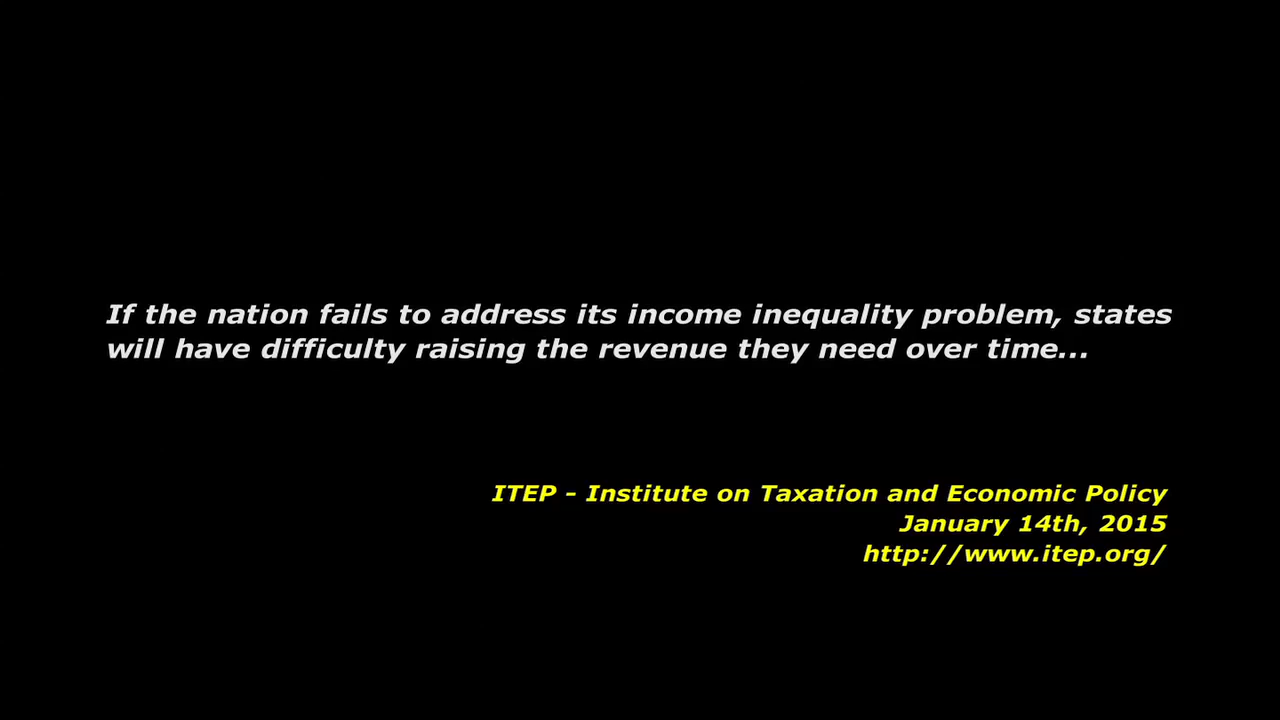 If the nation fails to address its income inequality problem, states
will have difficulty raising the revenue they need over time...
ITEP - Institute on Taxation and Economic Policy
January 14th, 2015
http://www.itep.org/